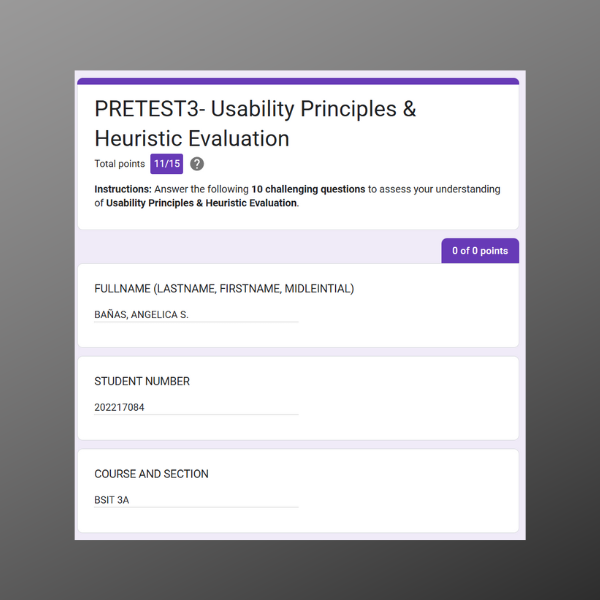 PRETEST3- Usability Principles &
Heuristic Evaluation
Total points 11/15 ?
Instructions: Answer the following 10 challenging questions to assess your understanding
of Usability Principles & Heuristic Evaluation.
0 of 0 points
FULLNAME (LASTNAME, FIRSTNAME, MIDLEINTIAL)
BAÑAS, ANGELICA S.
STUDENT NUMBER
202217084
COURSE AND SECTION
BSIT 3A